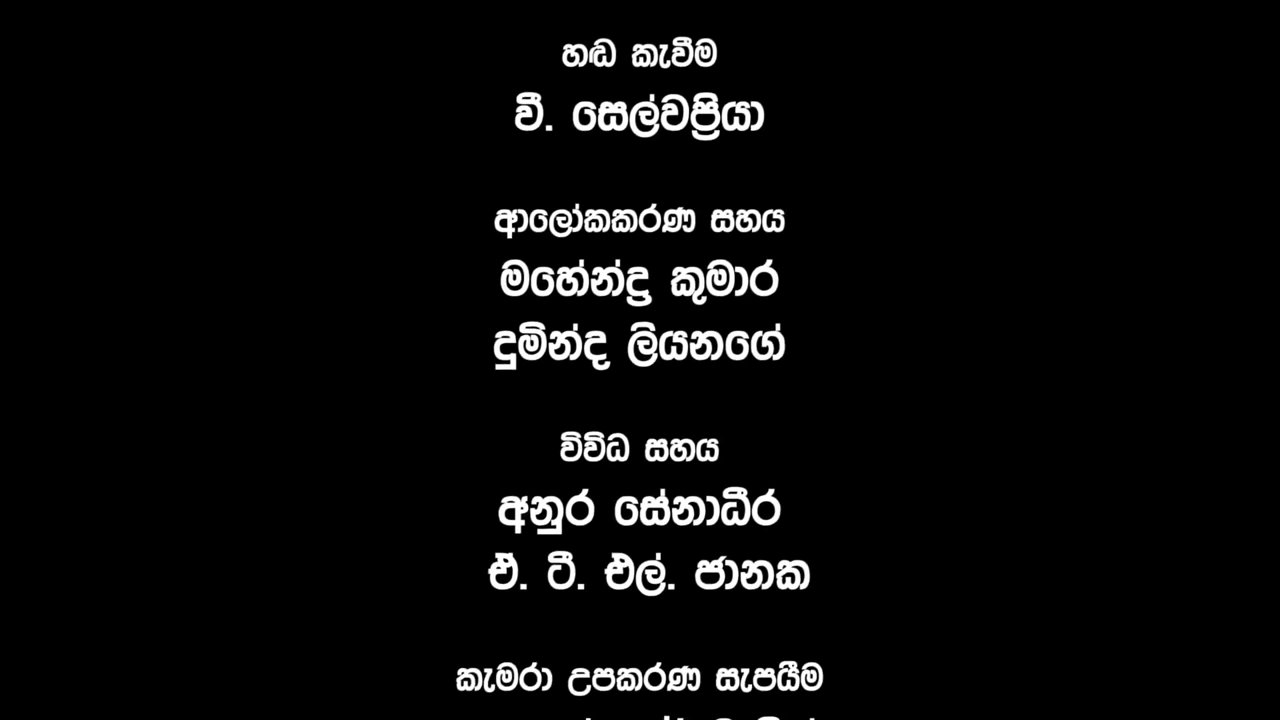 හඬ කැවීම
වී. සෙල්වප්‍රියා
ආලෝකකරණ සහය
මහේන්ද්‍ර කුමාර
දුමින්ද ලියනගේ
විවිධ සහය
අනුර සේනාධීර
ඒ. ටී. එල්. ජානක
කැමරා උපකරණ සැපයීම